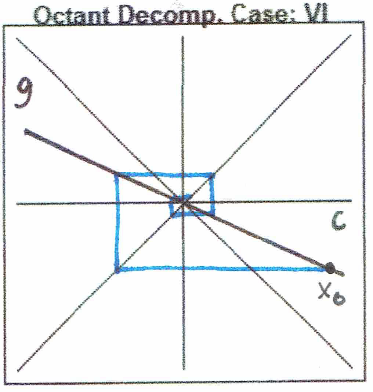 Octant Decomp. Case: VI
g
c
x₀